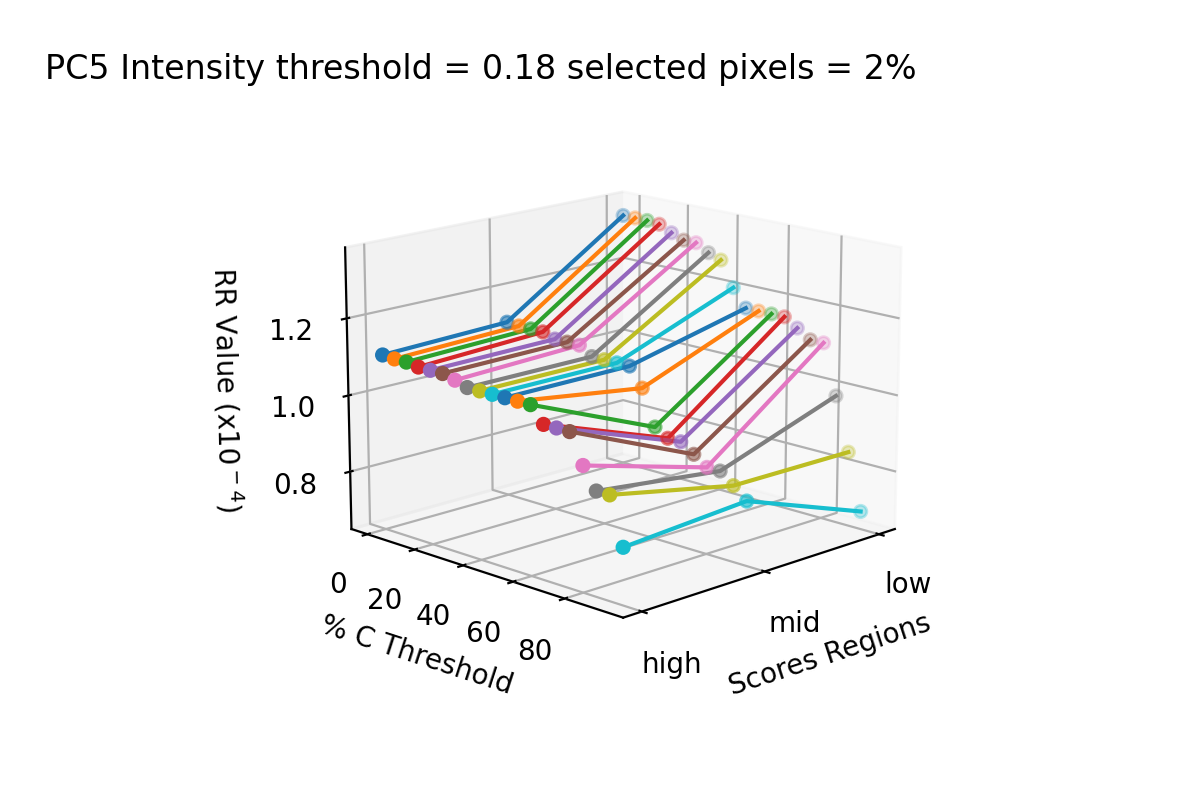 PC5 Intensity threshold = 0.18 selected pixels = 2%
RR Value (x10⁻⁴)
1.2
1.0
0.8
0
20
40
60
80
% C Threshold
high
mid
low
Scores Regions